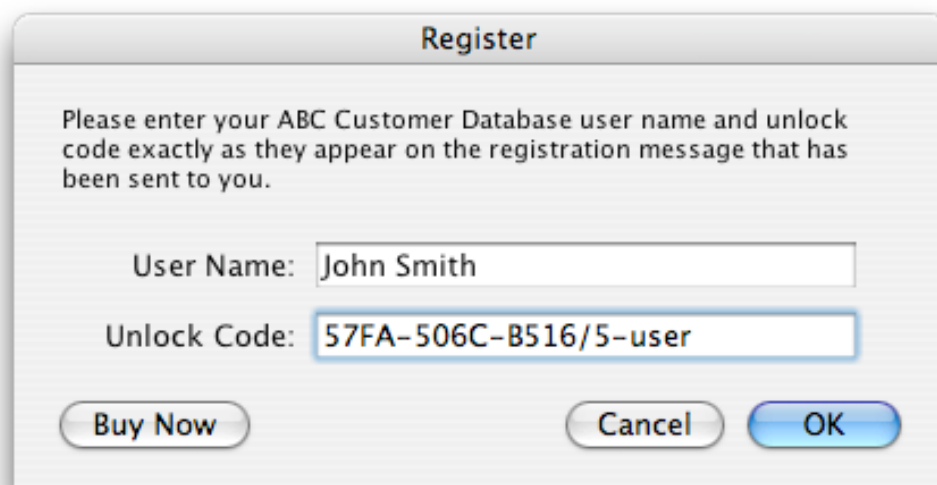 Register
Please enter your ABC Customer Database user name and unlock
code exactly as they appear on the registration message that has
been sent to you.
User Name: John Smith
Unlock Code: 57FA-506C-B516/5-user
Buy Now Cancel OK